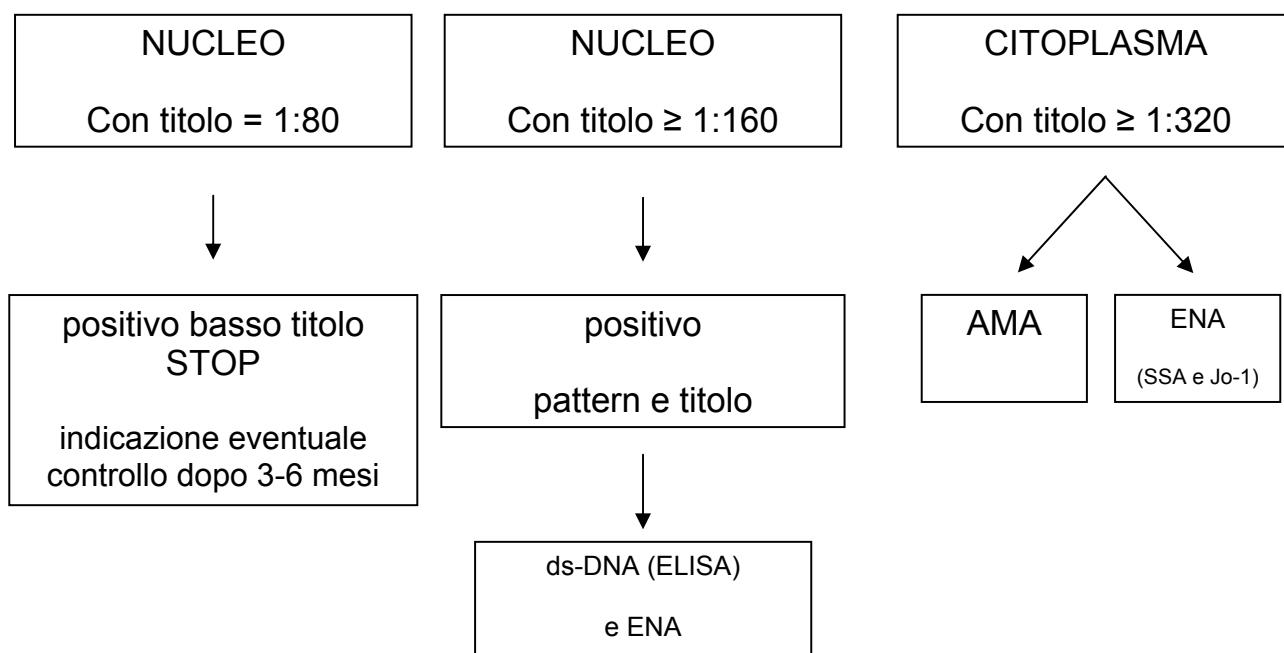 NUCLEO
Con titolo = 1:80
NUCLEO
Con titolo ≥ 1:160
CITOPLASMA
Con titolo ≥ 1:320
positivo basso titolo
STOP
indicazione eventuale
controllo dopo 3-6 mesi
positivo
pattern e titolo
AMA
ENA
(SSA e Jo-1)
ds-DNA (ELISA)
e ENA